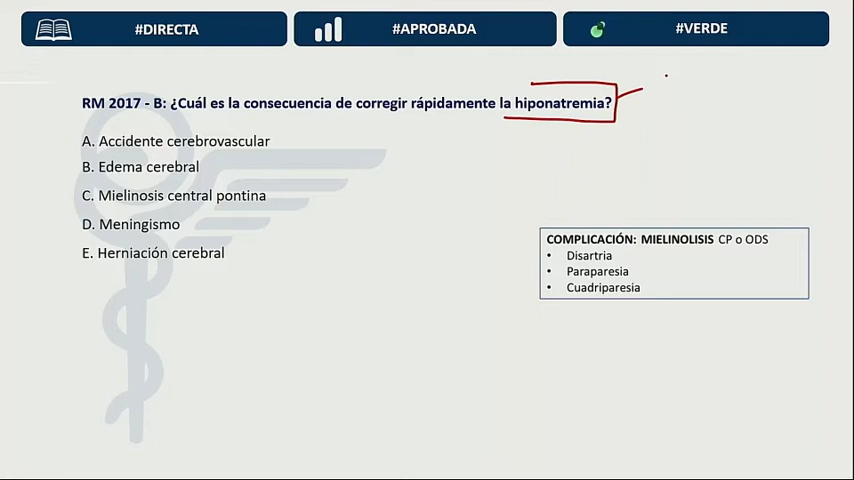 #DIRECTA
#APROBADA
#VERDE
RM 2017 - B: ¿Cuál es la consecuencia de corregir rápidamente la hiponatremia?
A. Accidente cerebrovascular
B. Edema cerebral
C. Mielinosis central pontina
D. Meningismo
E. Herniación cerebral
COMPLICACIÓN: MIELINOLISIS CP o ODS
• Disartria
• Paraparesia
• Cuadriparesia